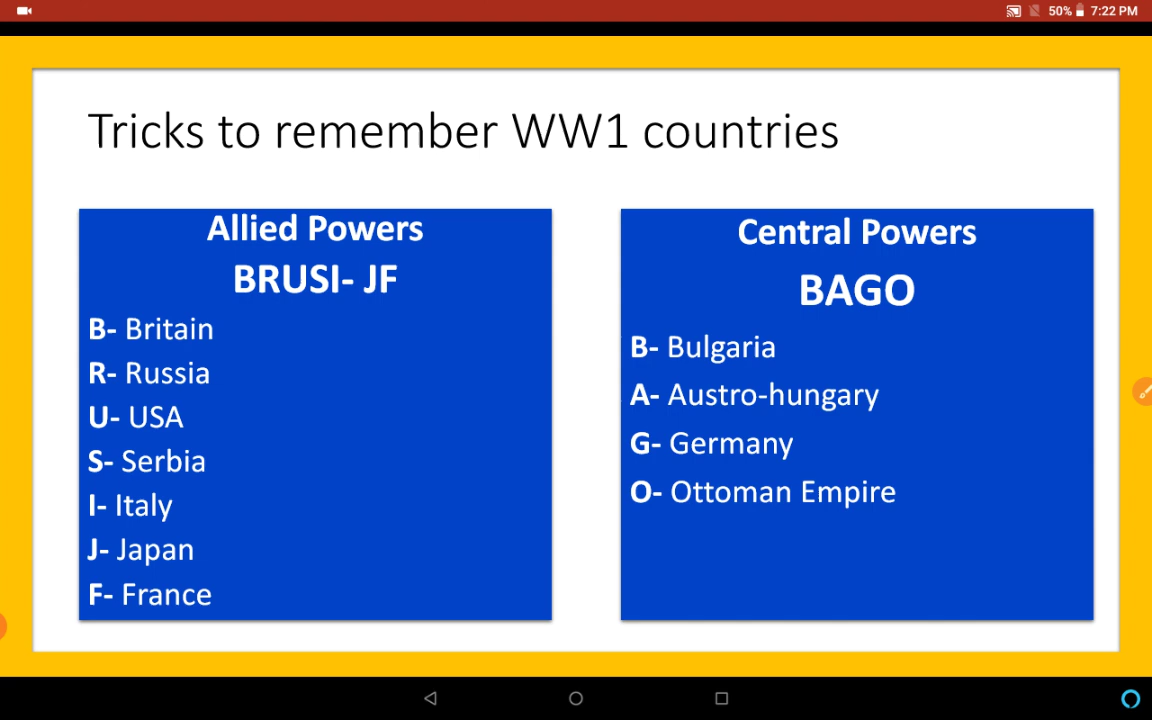 50% 7:22 PM
Tricks to remember WW1 countries
Allied Powers
BRUSI- JF
B- Britain
R- Russia
U- USA
S- Serbia
I- Italy
J- Japan
F- France
Central Powers
BAGO
B- Bulgaria
A- Austro-hungary
G- Germany
O- Ottoman Empire